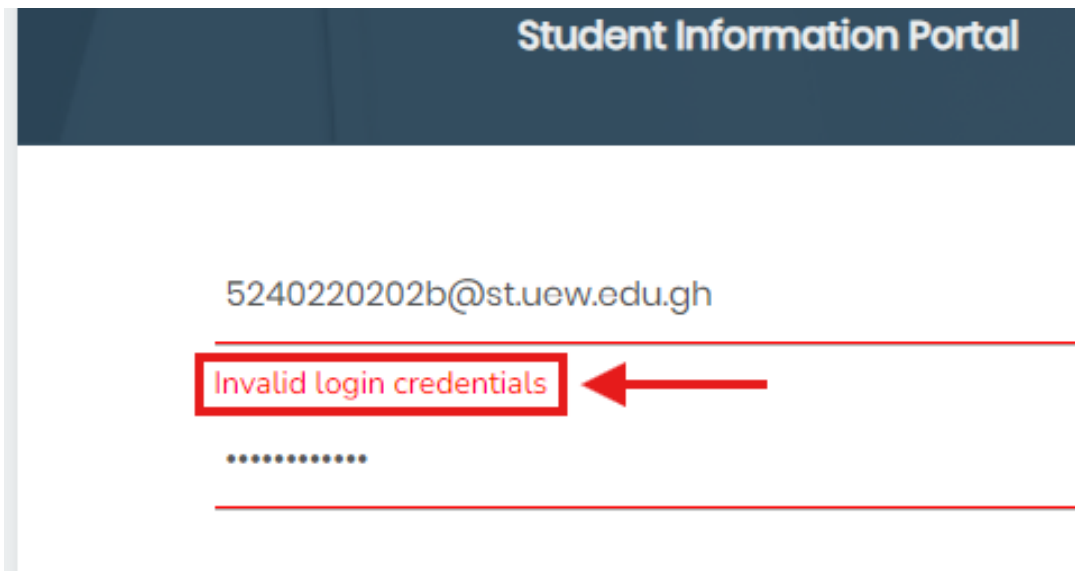 Student Information Portal
5240220202b@st.uew.edu.gh
Invalid login credentials
••••••••••••